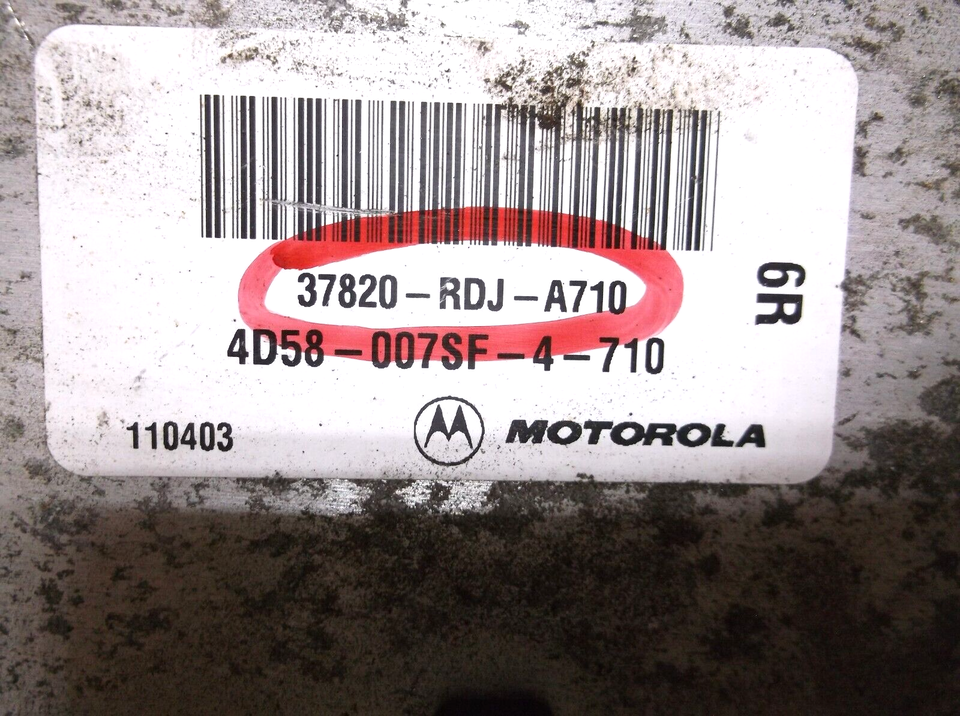 37820-RDJ-A710
4D58-007SF-4-710
6R
110403
MOTOROLA